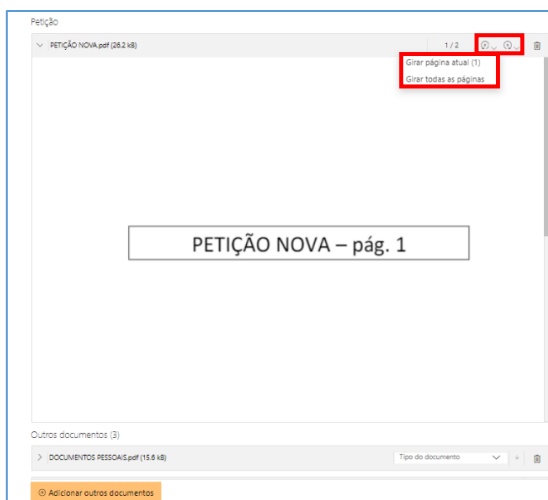 Petição
PETIÇÃO NOVA.pdf (26.2 kB) 1 / 2
Girar página atual (1)
Girar todas as páginas
PETIÇÃO NOVA – pág. 1
Outros documentos (3)
DOCUMENTOS PESSOAIS.pdf (15.6 kB) Tipo do documento
Adicionar outros documentos